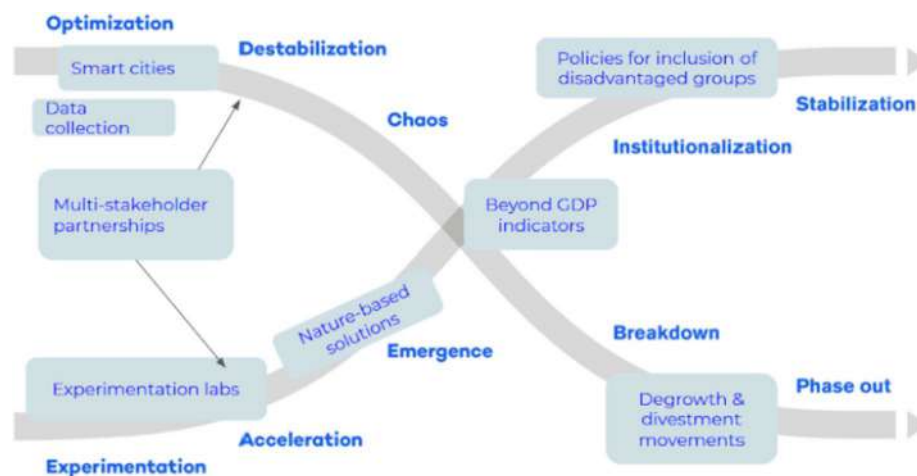 Optimization
Smart cities
Destabilization
Policies for inclusion of
disadvantaged groups
Stabilization
Data
collection
Chaos
Institutionalization
Multi-stakeholder
partnerships
Beyond GDP
indicators
Nature-based
solutions
Emergence
Breakdown
Experimentation labs
Acceleration
Experimentation
Degrowth &
divestment
movements
Phase out